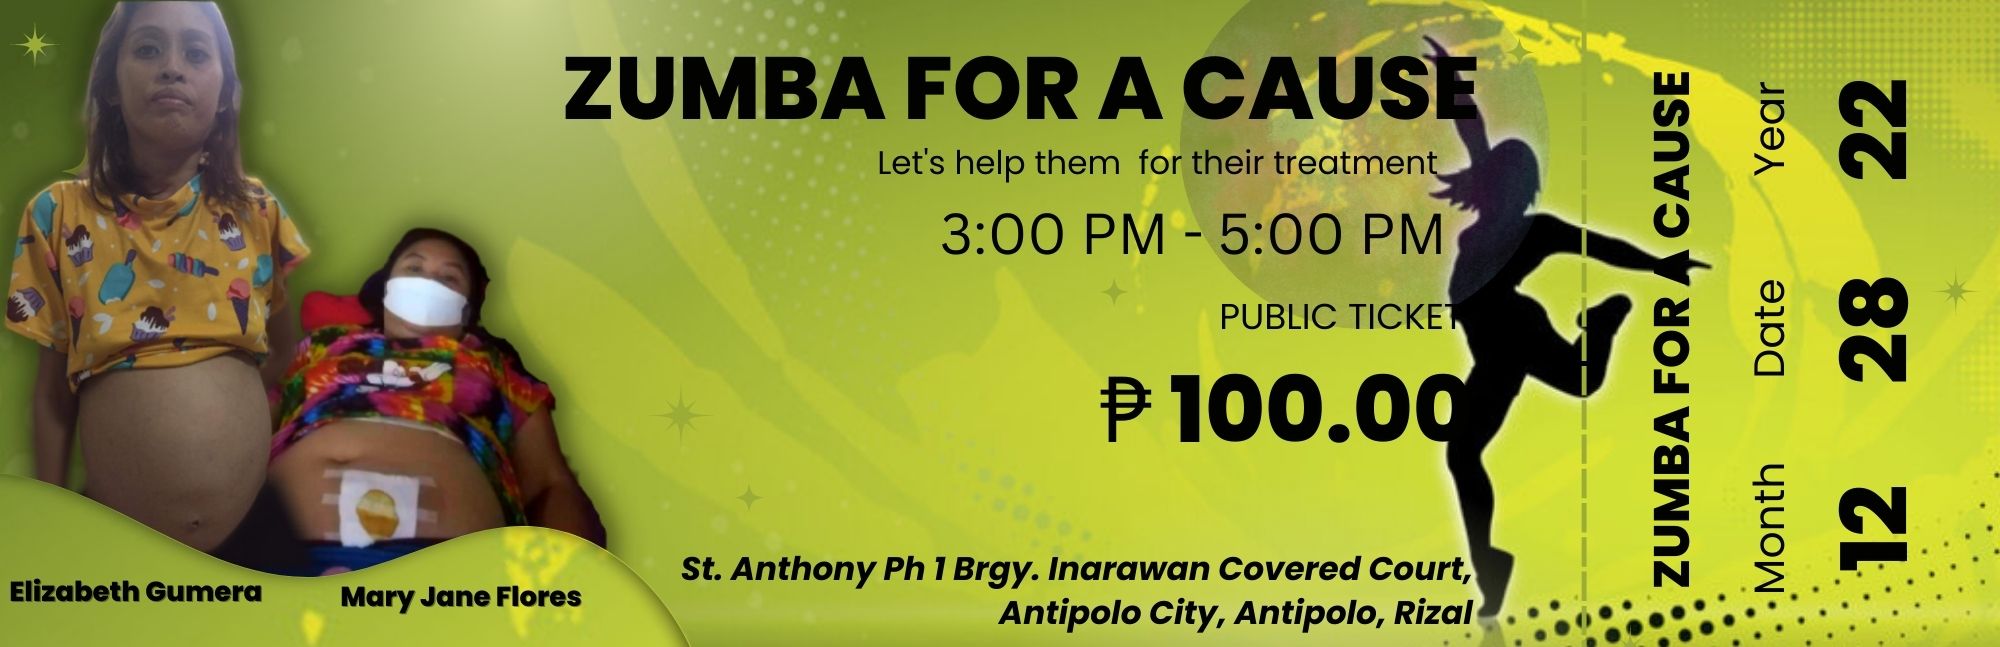 ZUMBA FOR A CAUSE
Let's help them for their treatment
3:00 PM - 5:00 PM
PUBLIC TICKET
₱ 100.00
St. Anthony Ph 1 Brgy. Inarawan Covered Court,
Antipolo City, Antipolo, Rizal
Elizabeth Gumera
Mary Jane Flores
ZUMBA FOR A CAUSE
Month Date Year
12 28 22